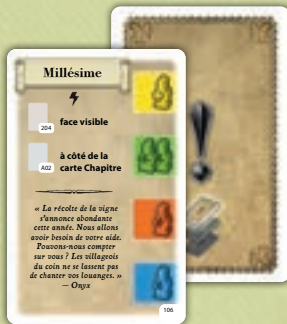 Millésime
204
face visible
A02
à côté de la
carte Chapitre
« La récolte de la vigne
s'annonce abondante
cette année. Nous allons
avoir besoin de votre aide.
Pouvons-nous compter
sur vous ? Les villageois
du coin ne se lassent pas
de chanter vos louanges. »
— Onyx
106
!